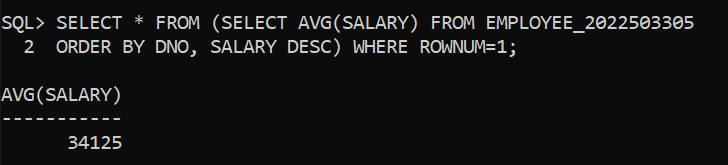 SQL> SELECT * FROM (SELECT AVG(SALARY) FROM EMPLOYEE_2022503305
  2  ORDER BY DNO, SALARY DESC) WHERE ROWNUM=1;
AVG(SALARY)
-----------
      34125